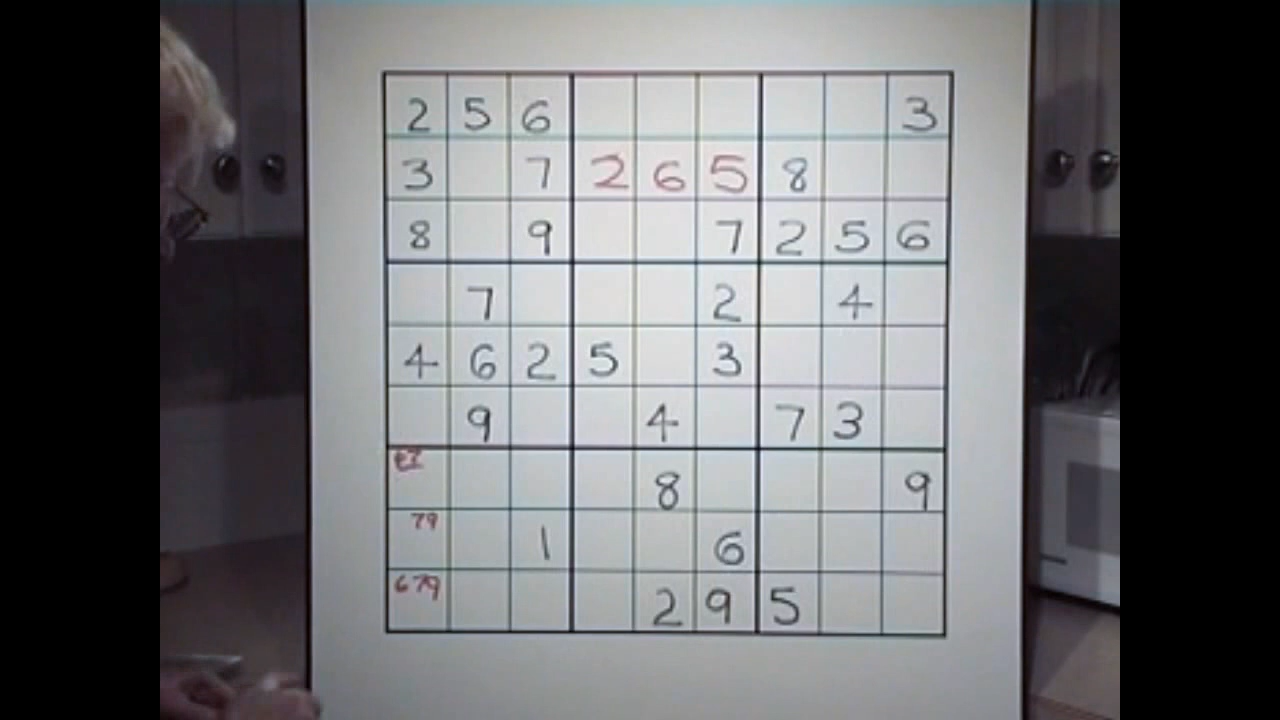 2 5 6 3
3 7 2 6 5 8
8 9 7 2 5 6
7 2 4
4 6 2 5 3
9 4 7 3
8 9
79
1 6
679
2 9 5